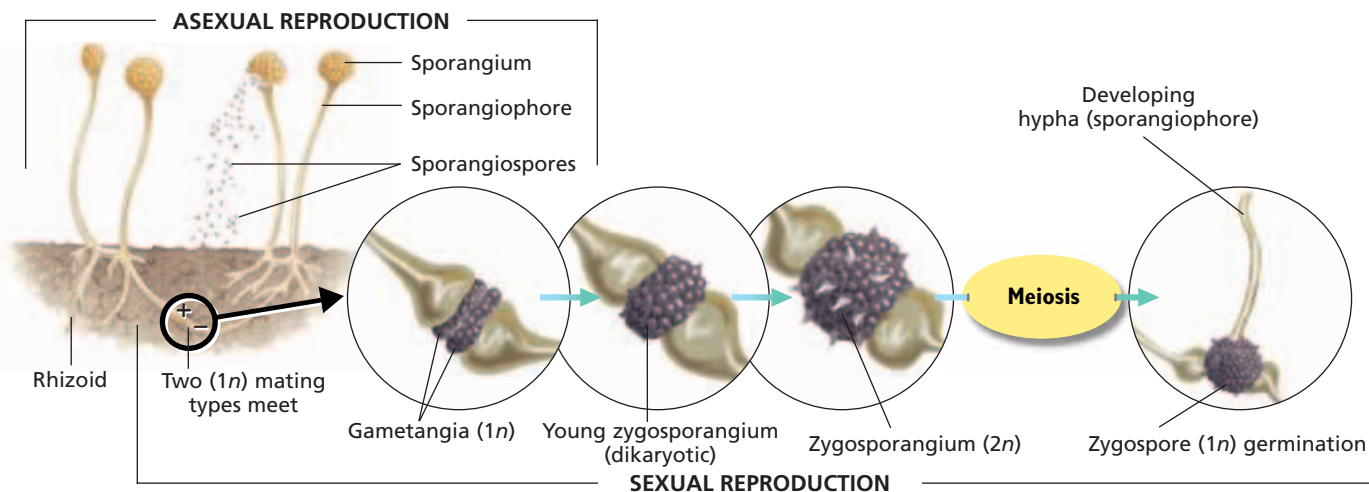 ASEXUAL REPRODUCTION
Sporangium
Sporangiophore
Sporangiospores
Developing
hypha (sporangiophore)
Meiosis
+
–
Rhizoid
Two (1n) mating
types meet
Gametangia (1n)
Young zygosporangium
(dikaryotic)
Zygosporangium (2n)
Zygospore (1n) germination
SEXUAL REPRODUCTION